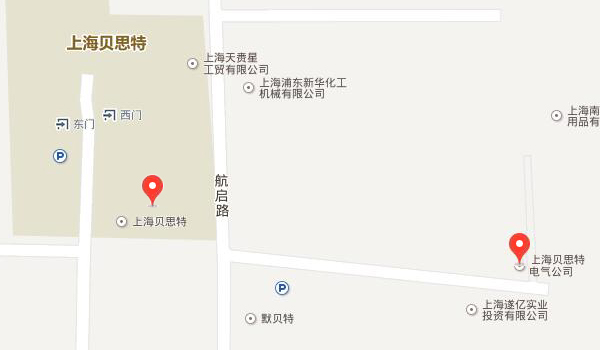 上海贝思特
上海天赉星
工贸有限公司
上海浦东新华化工
机械有限公司
上海南
用品有
西门
东门
P
航启路
上海贝思特
上海贝思特
电气公司
P
上海遂亿实业
投资有限公司
默贝特